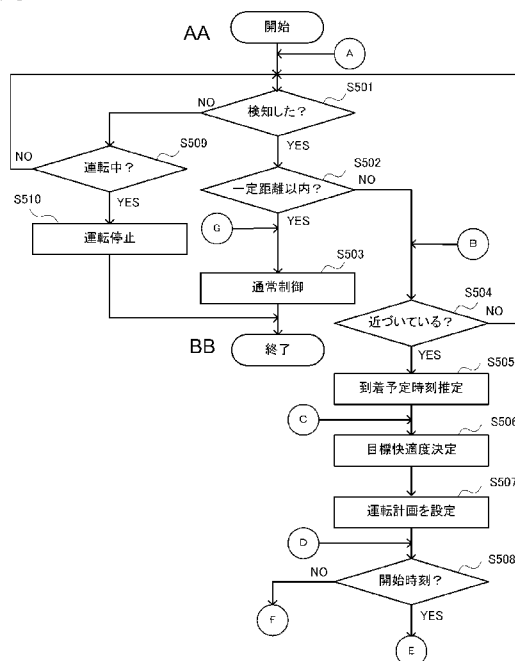 AA
開始
A
S501
検知した？
NO
YES
S509
運転中？
NO
YES
S510
運転停止
S502
一定距離以内？
NO
YES
G
B
S503
通常制御
BB
終了
S504
近づいている？
NO
YES
S505
到着予定時刻推定
C
S506
目標快適度決定
S507
運転計画を設定
D
S508
開始時刻？
NO
YES
F
E